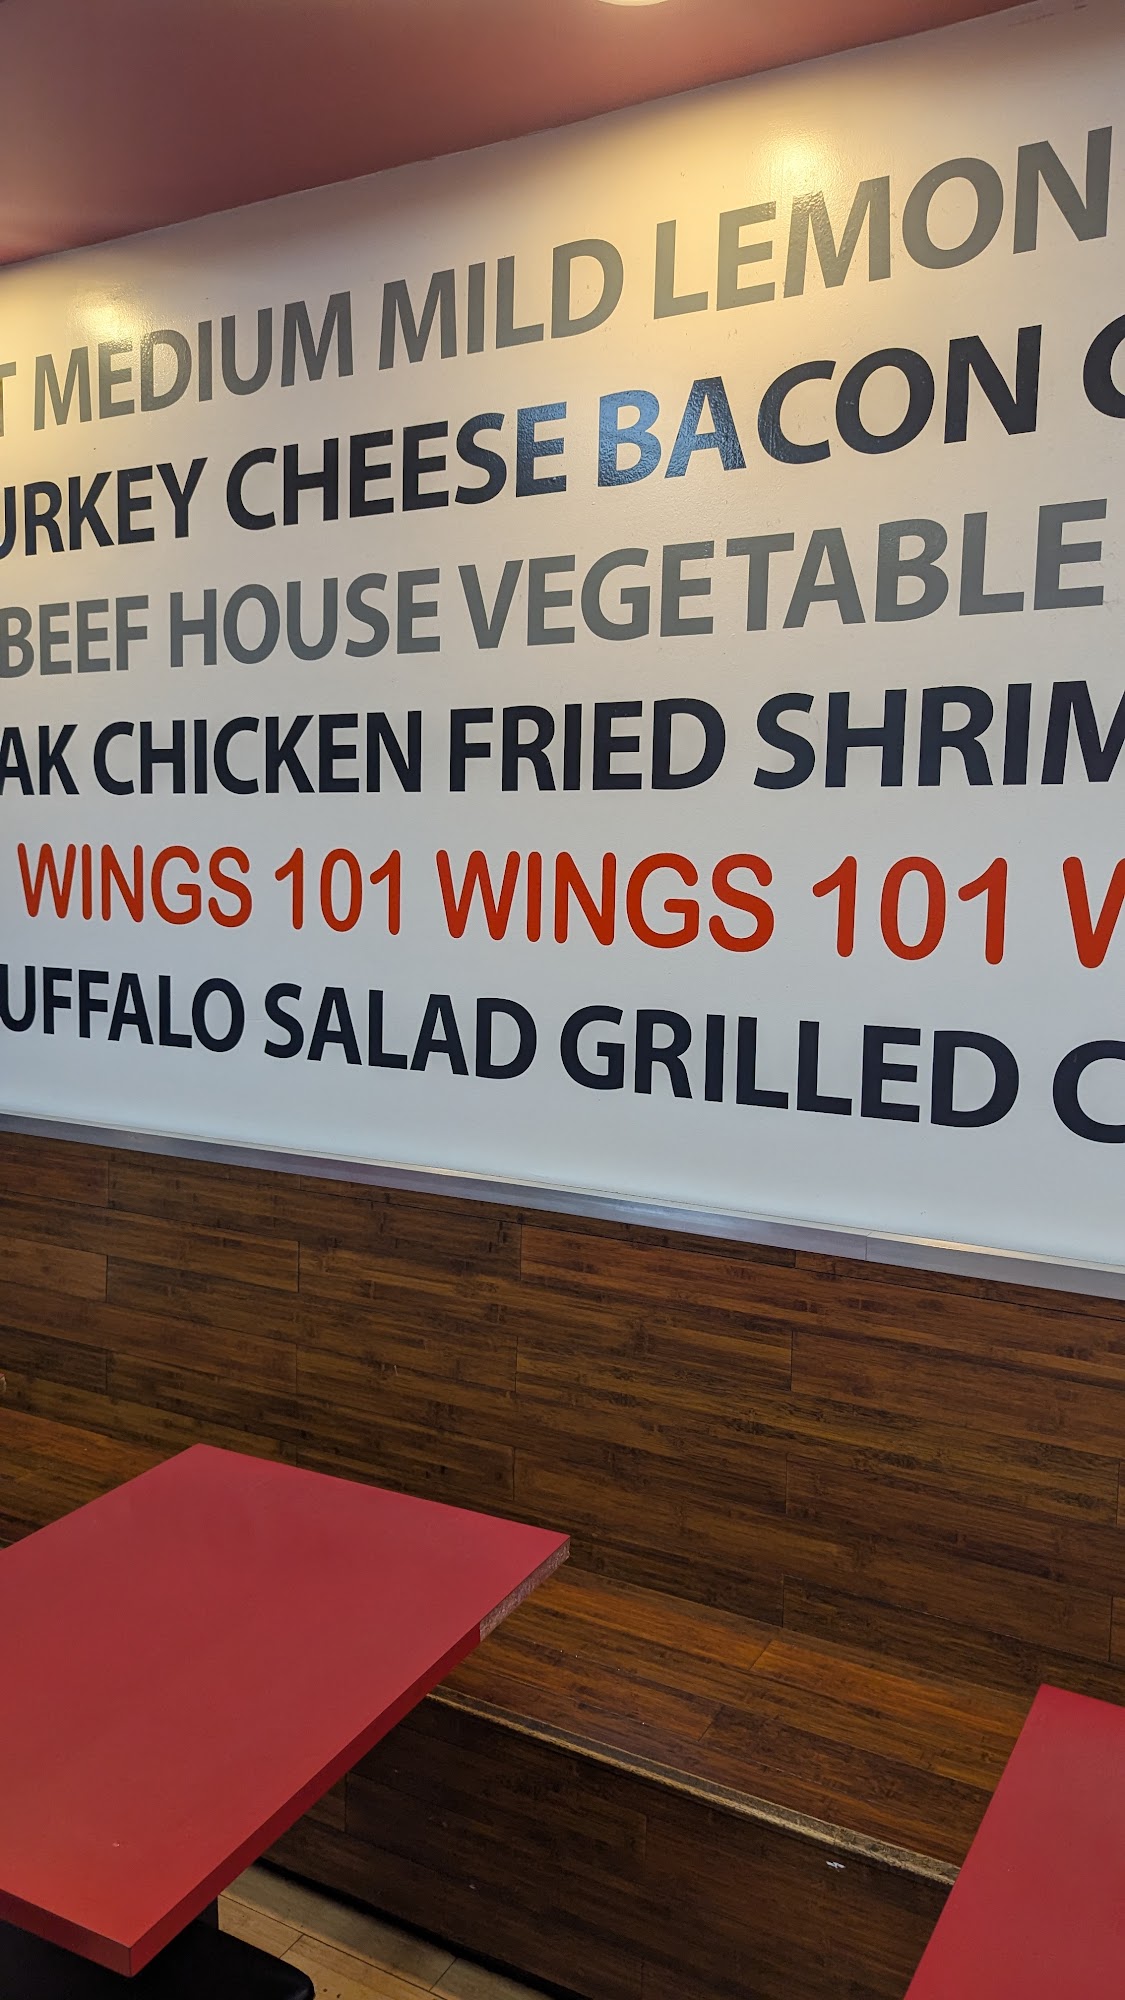 T MEDIUM MILD LEMON
URKEY CHEESE BACON C
BEEF HOUSE VEGETABLE
AK CHICKEN FRIED SHRIM
WINGS 101 WINGS 101 W
UFFALO SALAD GRILLED C